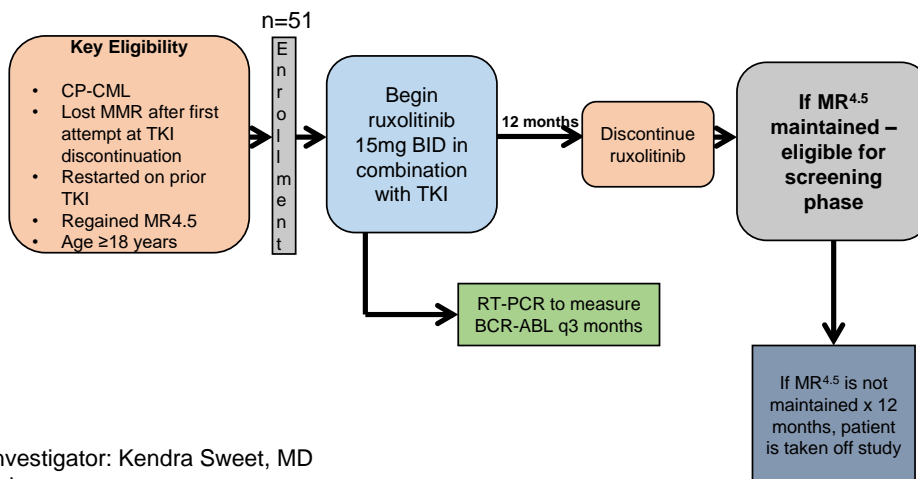 n=51
Key Eligibility
• CP-CML
• Lost MMR after first
attempt at TKI
discontinuation
• Restarted on prior
TKI
• Regained MR4.5
• Age ≥18 years
Enrollment
Begin
ruxolitinib
15mg BID in
combination
with TKI
12 months
Discontinue
ruxolitinib
If MR4.5
maintained –
eligible for
screening
phase
RT-PCR to measure
BCR-ABL q3 months
If MR4.5 is not
maintained x 12
months, patient
is taken off study
nvestigator: Kendra Sweet, MD